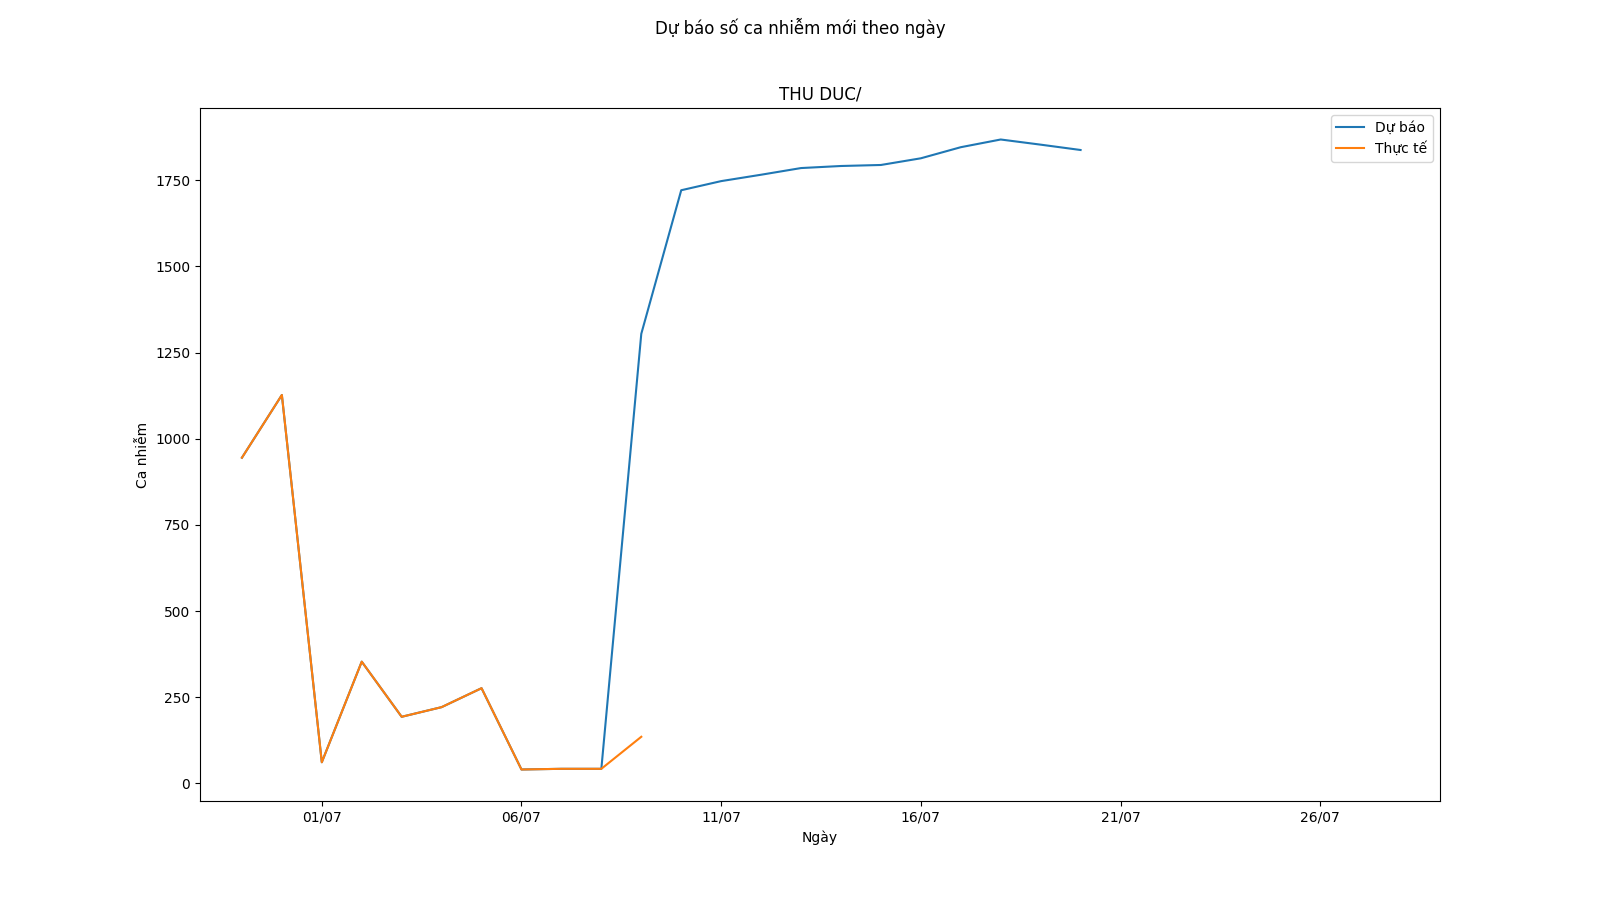 Dự báo số ca nhiễm mới theo ngày
THU DUC/
Dự báo
Thực tế
1750
1500
1250
1000
750
500
250
0
Ca nhiễm
01/07
06/07
11/07
16/07
21/07
26/07
Ngày